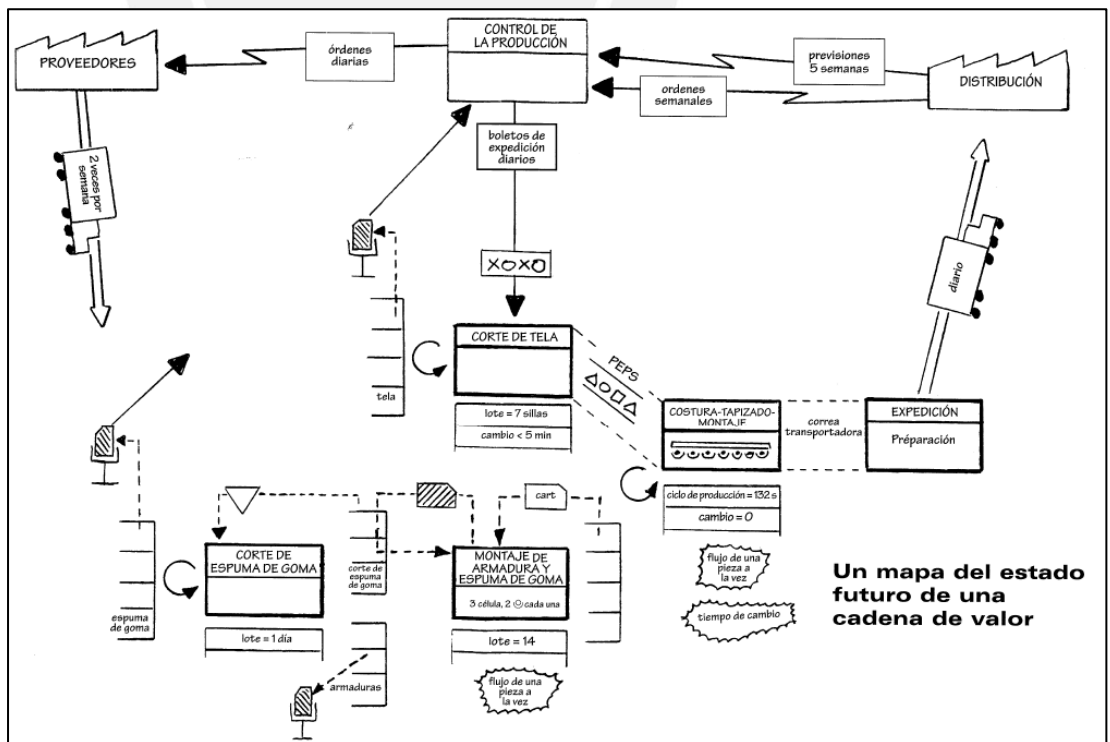 PROVEEDORES
órdenes
diarias
CONTROL DE
LA PRODUCCIÓN
previsiones
5 semanas
ordenes
semanales
DISTRIBUCIÓN
2 veces por
semana
boletos de
expedición
diarios
XOXO
diario
tela
CORTE DE TELA
lote = 7 sillas
cambio < 5 min
PEPS
COSTURA-TAPIZADO-
MONTAJE
ciclo de producción = 132 s
cambio = 0
correa
transportadora
EXPEDICIÓN
Préparación
flujo de una
pieza a
la vez
tiempo de cambio
espuma
de goma
CORTE DE
ESPUMA DE GOMA
lote = 1 día
corte de
espuma
de goma
armaduras
cart
MONTAJE DE
ARMADURA Y
ESPUMA DE GOMA
3 célula, 2 ☺ cada una
lote = 14
flujo de una
pieza a
la vez
Un mapa del estado
futuro de una
cadena de valor